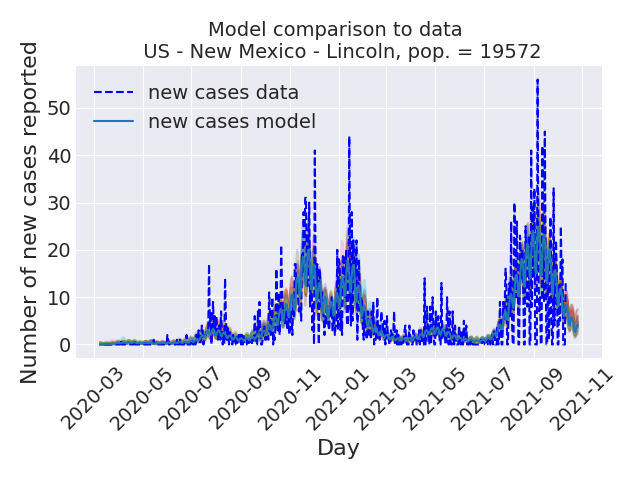 Model comparison to data
US - New Mexico - Lincoln, pop. = 19572
Number of new cases reported
50
40
30
20
10
0
new cases data
new cases model
2020-03
2020-05
2020-07
2020-09
2020-11
2021-01
2021-03
2021-05
2021-07
2021-09
2021-11
Day